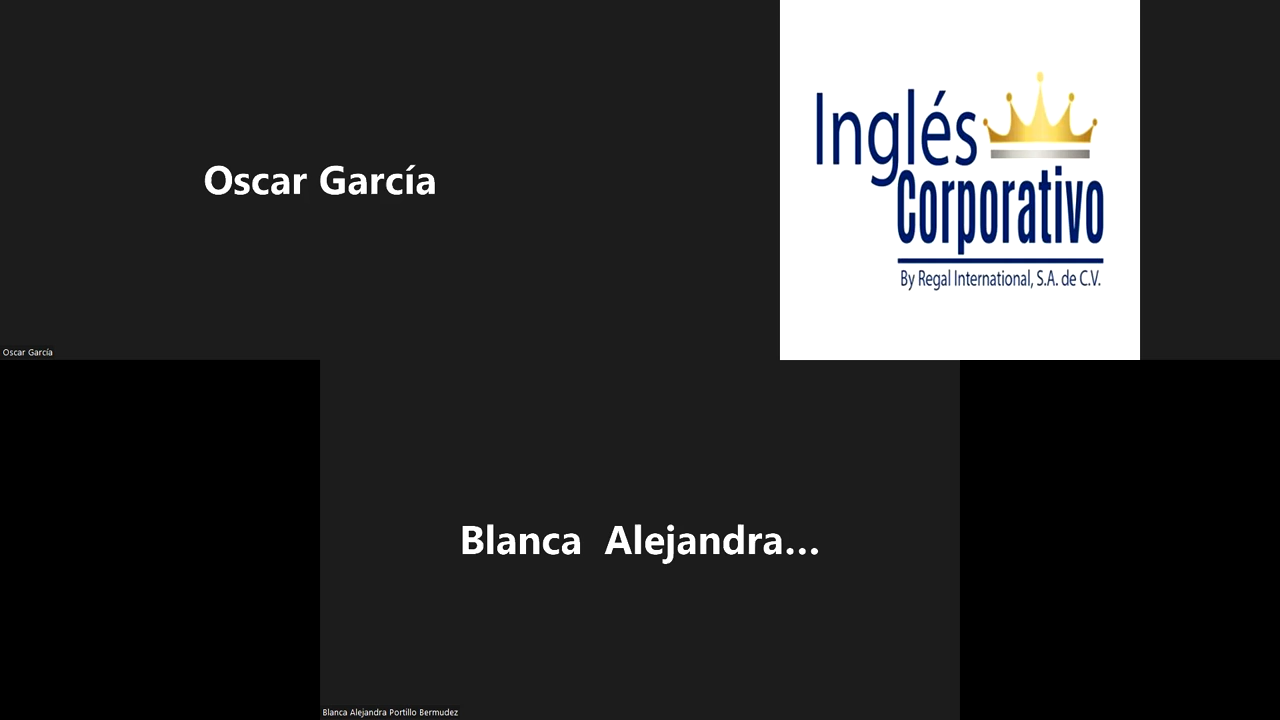 Oscar García
Inglés
Corporativo
By Regal International, S.A. de C.V.
Oscar García
Blanca Alejandra...
Blanca Alejandra Portillo Bermudez